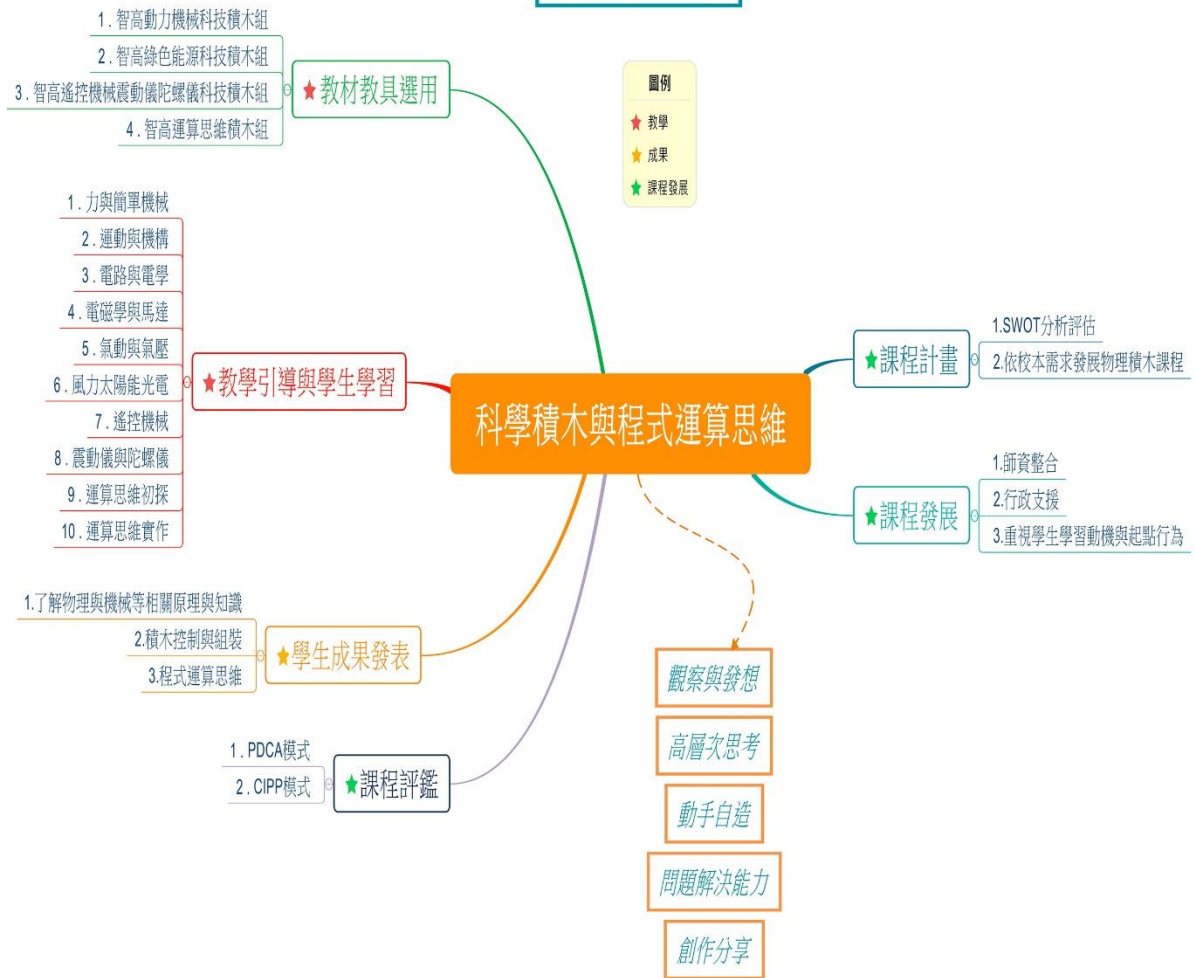 1 . 智高動力機械科技積木組
2 . 智高綠色能源科技積木組
3 . 智高遙控機械震動儀陀螺儀科技積木組
4 . 智高運算思維積木組
★教材教具選用
圖例
★ 教學
★ 成果
★ 課程發展
1 . 力與簡單機械
2 . 運動與機構
3 . 電路與電學
4 . 電磁學與馬達
5 . 氣動與氣壓
6 . 風力太陽能光電
7 . 遙控機械
8 . 震動儀與陀螺儀
9 . 運算思維初探
10 . 運算思維實作
★教學引導與學生學習
科學積木與程式運算思維
★課程計畫
1.SWOT分析評估
2.依校本需求發展物理積木課程
★課程發展
1.師資整合
2.行政支援
3.重視學生學習動機與起點行為
1.了解物理與機械等相關原理與知識
2.積木控制與組裝
3.程式運算思維
★學生成果發表
1 . PDCA模式
2 . CIPP模式
★課程評鑑
觀察與發想
高層次思考
動手自造
問題解決能力
創作分享